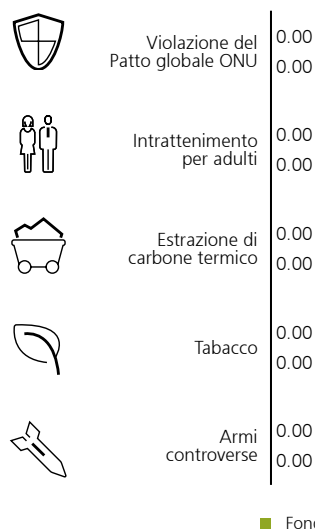 Violazione del
Patto globale ONU
0.00
0.00
Intrattenimento
per adulti
0.00
0.00
Estrazione di
carbone termico
0.00
0.00
Tabacco
0.00
0.00
Armi
controverse
0.00
0.00